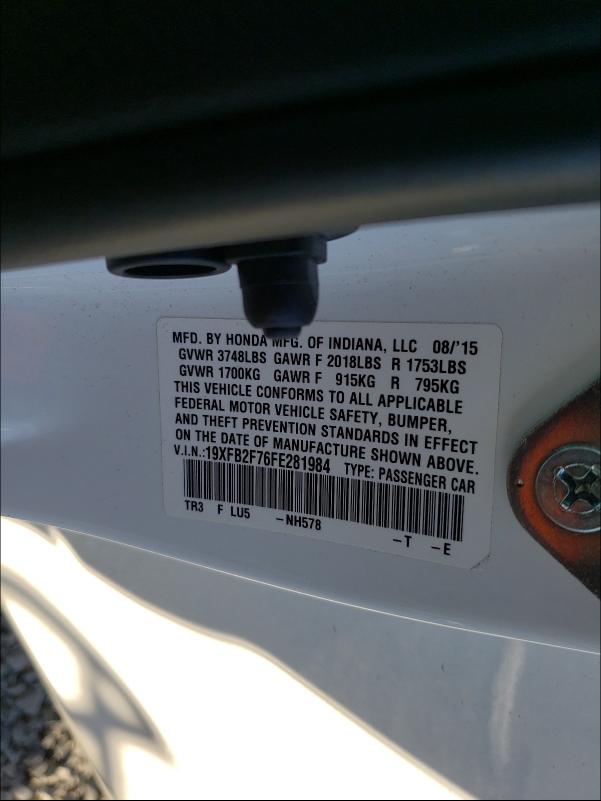 MFD. BY HONDA MFG. OF INDIANA, LLC 08/'15
GVWR 3748LBS GAWR F 2018LBS R 1753LBS
GVWR 1700KG GAWR F 915KG R 795KG
THIS VEHICLE CONFORMS TO ALL APPLICABLE
FEDERAL MOTOR VEHICLE SAFETY, BUMPER,
AND THEFT PREVENTION STANDARDS IN EFFECT
ON THE DATE OF MANUFACTURE SHOWN ABOVE.
V.I.N.:19XFB2F76FE281984 TYPE: PASSENGER CAR
TR3 F LU5 -NH578 -T -E